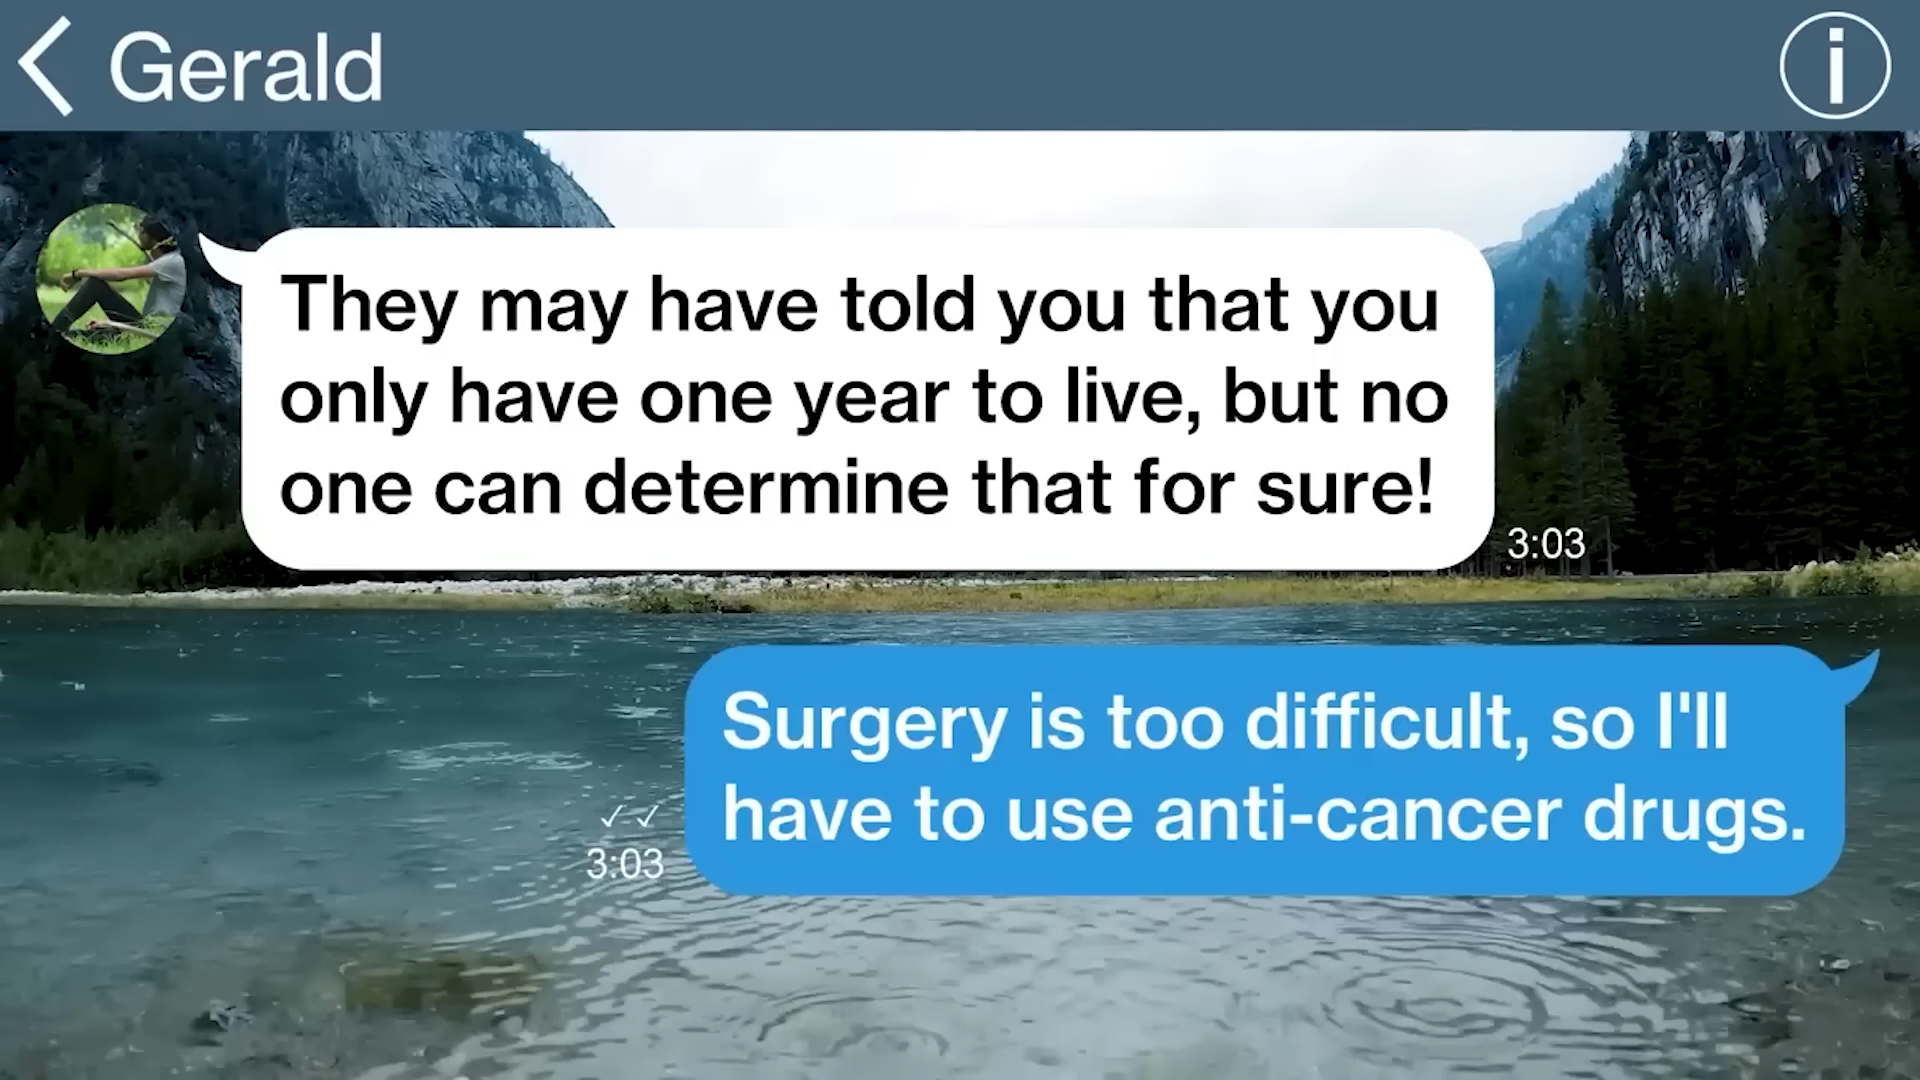 Gerald
They may have told you that you
only have one year to live, but no
one can determine that for sure!
3:03
Surgery is too difficult, so I'll
have to use anti-cancer drugs.
3:03